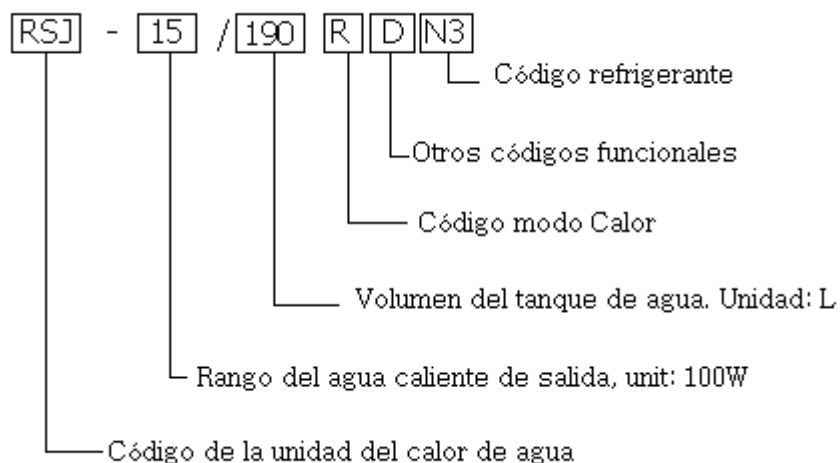 RSJ - 15 / 190 R D N3
Código refrigerante
Otros códigos funcionales
Código modo Calor
Volumen del tanque de agua. Unidad: L
Rango del agua caliente de salida, unit: 100W
Código de la unidad del calor de agua